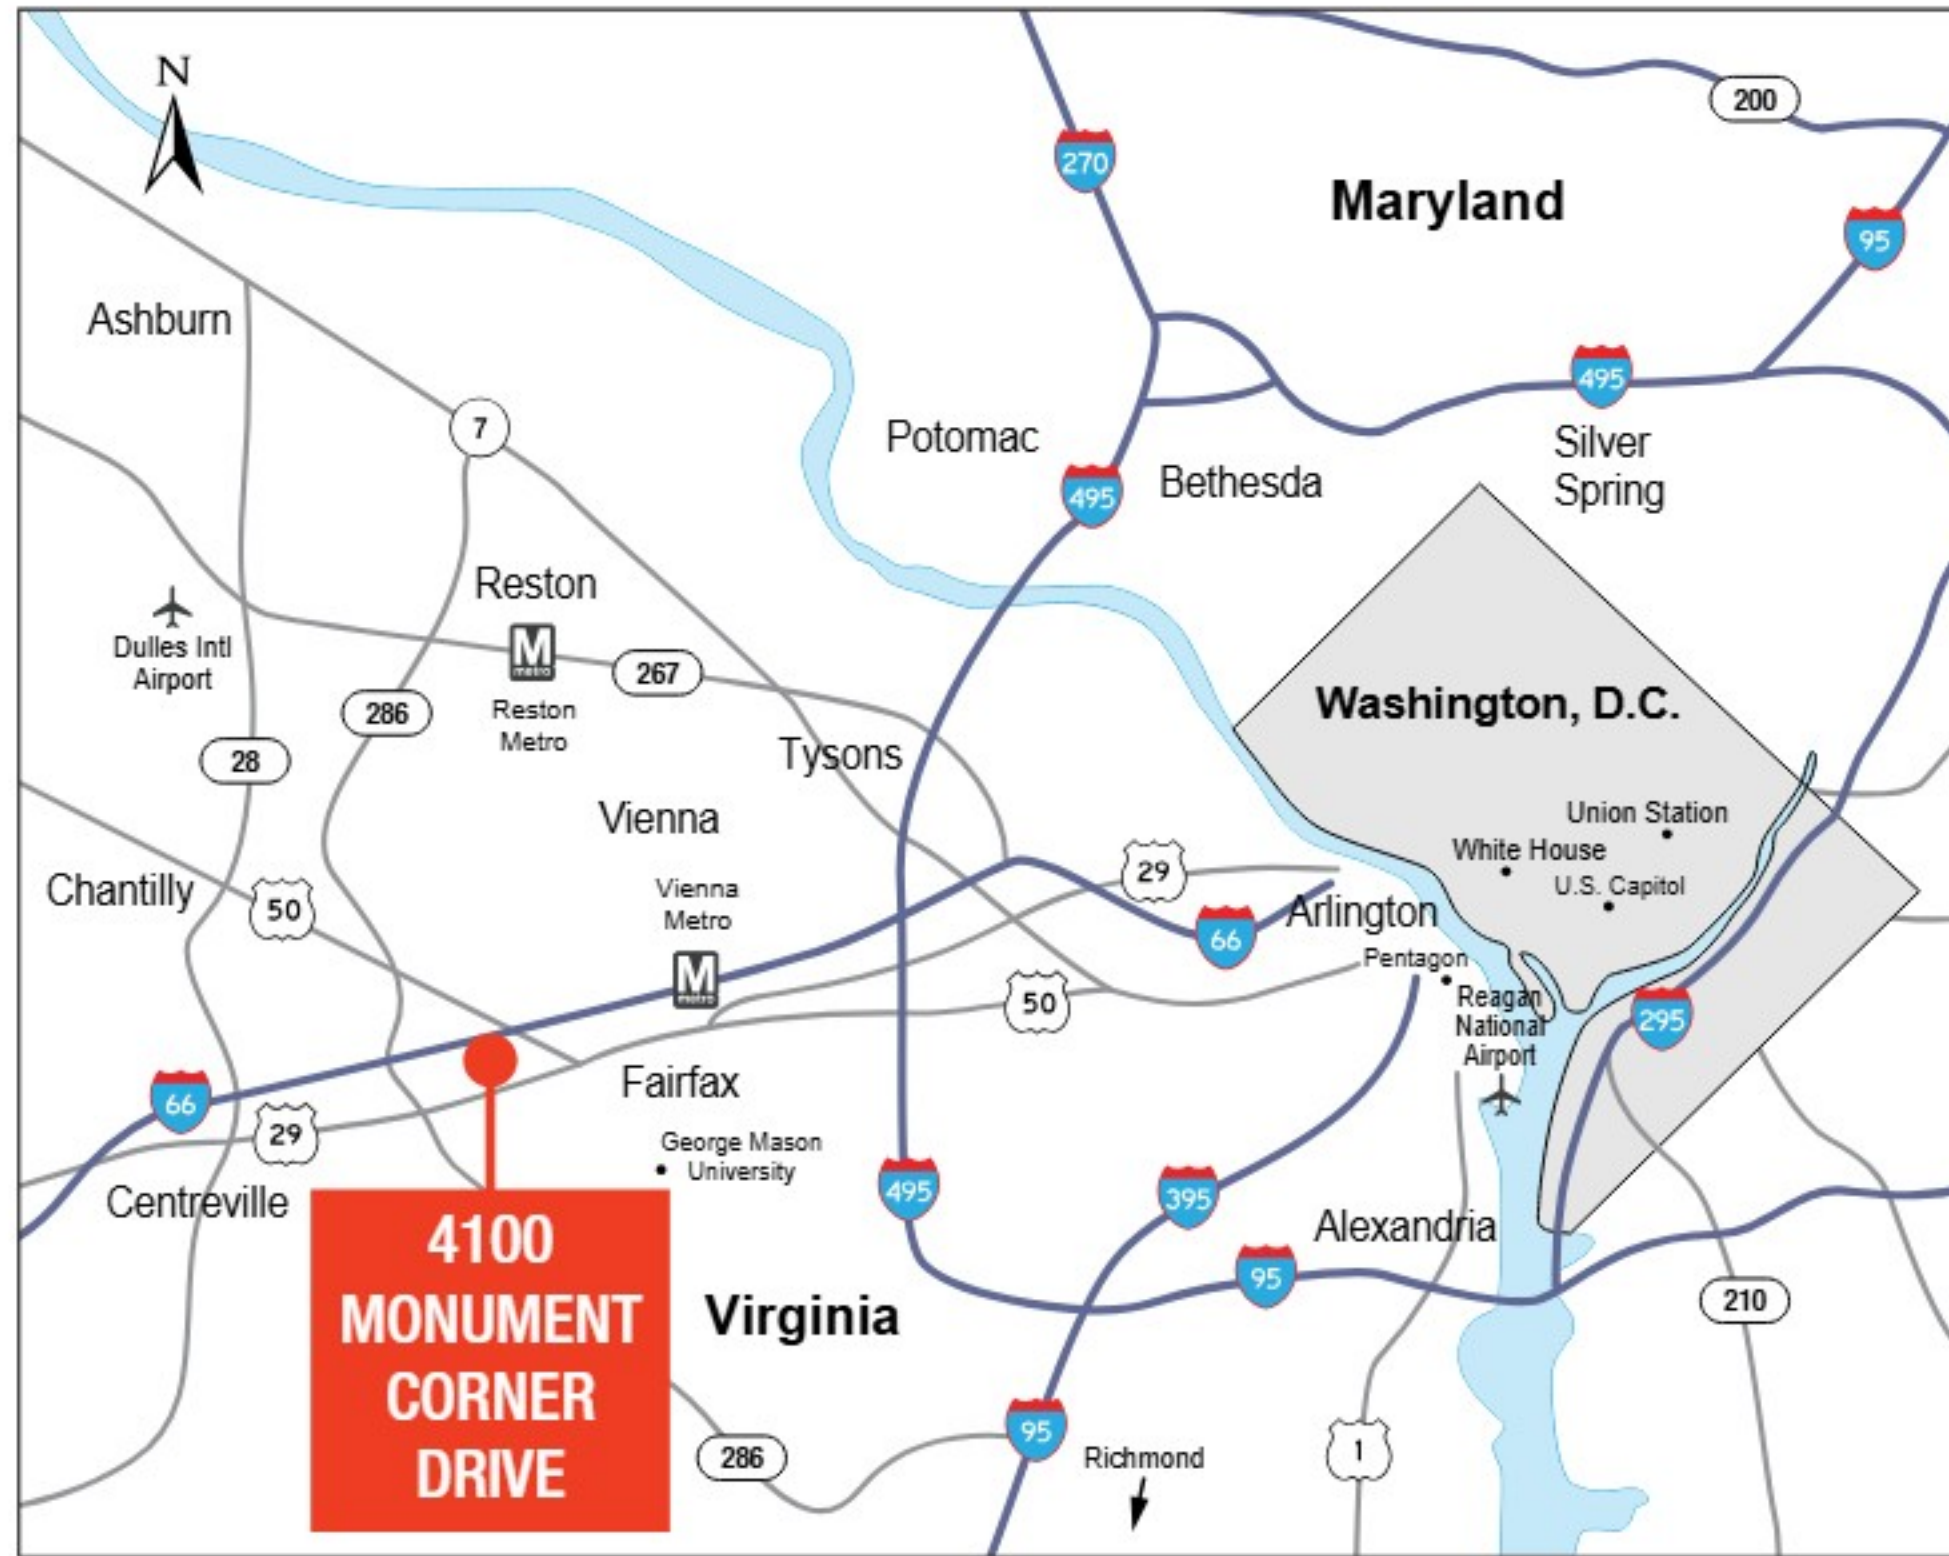 N
200
270
Maryland
95
Ashburn
7
495
Potomac
Silver
Spring
495
Bethesda
Reston
M
metro
Dulles Intl
Airport
267
Reston
Metro
286
Washington, D.C.
28
Tysons
Vienna
Union Station
White House
U.S. Capitol
29
Chantilly
50
Vienna
Metro
M
metro
66
Arlington
Pentagon
50
Reagan
National
Airport
295
66
29
Fairfax
George Mason
University
Centreville
495
395
Alexandria
95
4100
MONUMENT
CORNER
DRIVE
Virginia
210
286
95
Richmond
1